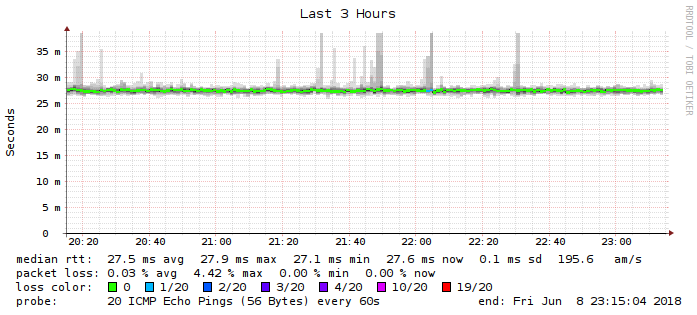 Last 3 Hours
RRDTOOL / TOBI OETIKER
Seconds
35 m
30 m
25 m
20 m
15 m
10 m
5 m
0
20:20 20:40 21:00 21:20 21:40 22:00 22:20 22:40 23:00
median rtt: 27.5 ms avg 27.9 ms max 27.1 ms min 27.6 ms now 0.1 ms sd 195.6 am/s
packet loss: 0.03 % avg 4.42 % max 0.00 % min 0.00 % now
loss color: 0 1/20 2/20 3/20 4/20 10/20 19/20
probe: 20 ICMP Echo Pings (56 Bytes) every 60s end: Fri Jun 8 23:15:04 2018